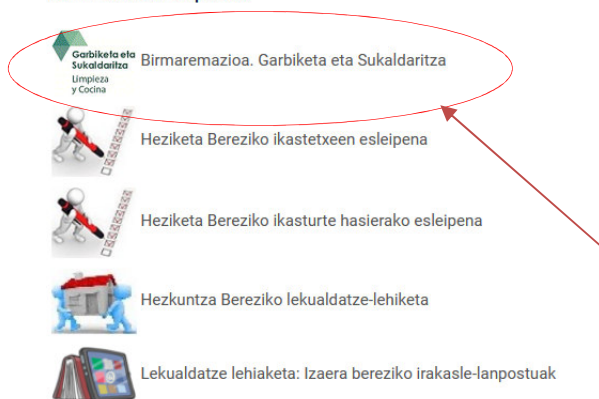 Garbiketa eta
Sukaldaritza
Limpieza
y Cocina
Birmaremazioa. Garbiketa eta Sukaldaritza
Heziketa Bereziko ikastetxeen esleipena
Heziketa Bereziko ikasturte hasierako esleipena
Hezkuntza Bereziko lekualdatze-lehiketa
Lekualdatze lehiaketa: Izaera bereziko irakasle-lanpostuak